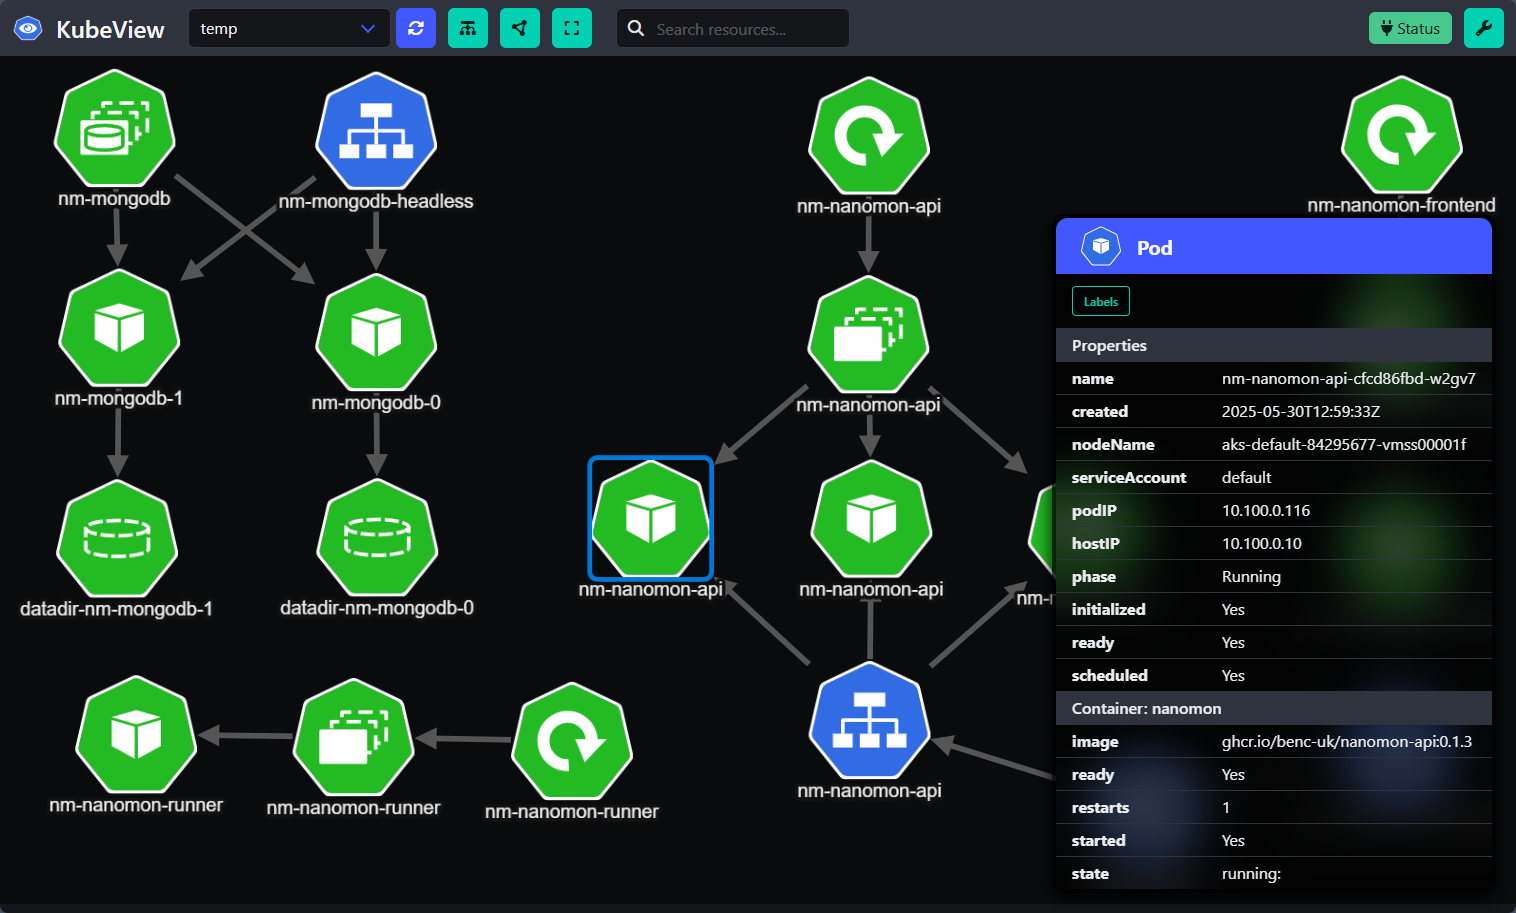 KubeView
temp
Search resources...
Status
nm-mongodb
nm-mongodb-headless
nm-nanomon-api
nm-nanomon-frontend
nm-mongodb-1
nm-mongodb-0
nm-nanomon-api
datadir-nm-mongodb-1
datadir-nm-mongodb-0
nm-nanomon-api
nm-nanomon-api
nm-n
nm-nanomon-runner
nm-nanomon-runner
nm-nanomon-runner
nm-nanomon-api
Pod
Labels
Properties
name nm-nanomon-api-cfcd86fbd-w2gv7
created 2025-05-30T12:59:33Z
nodeName aks-default-84295677-vmss00001f
serviceAccount default
podIP 10.100.0.116
hostIP 10.100.0.10
phase Running
initialized Yes
ready Yes
scheduled Yes
Container: nanomon
image ghcr.io/benc-uk/nanomon-api:0.1.3
ready Yes
restarts 1
started Yes
state running: